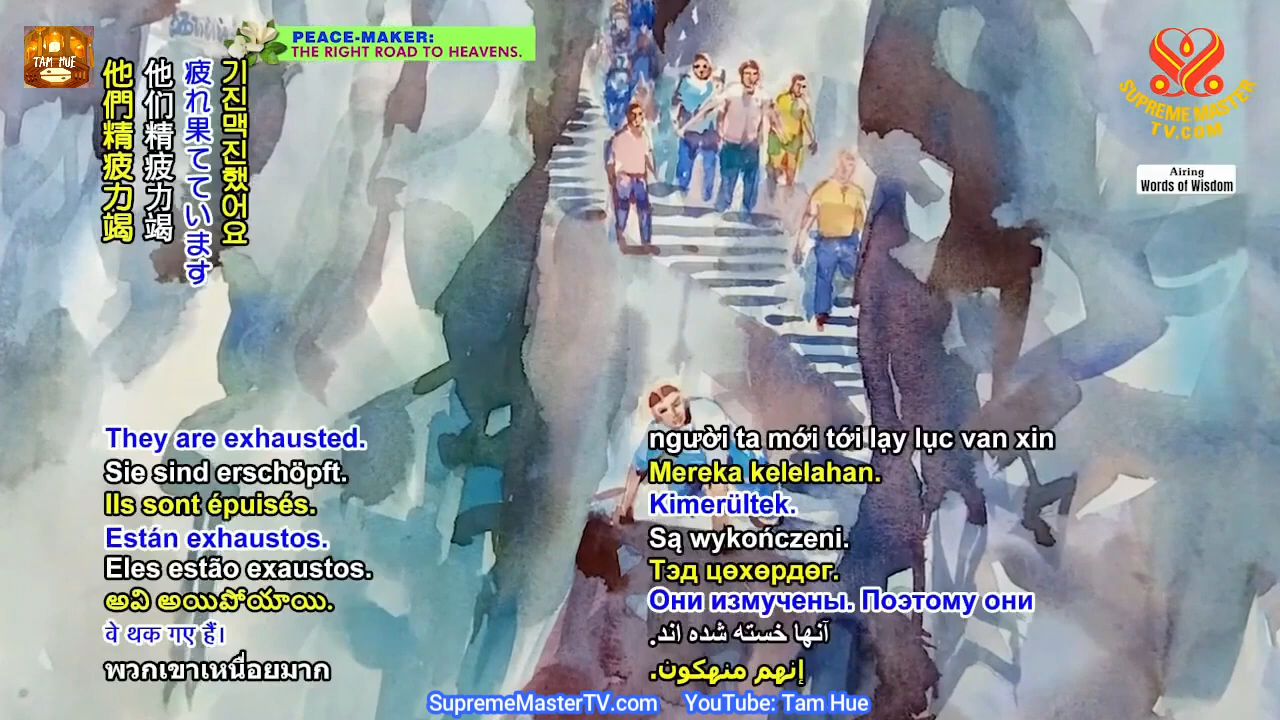 TAM HUE
PEACE-MAKER:
THE RIGHT ROAD TO HEAVENS.
SUPREME MASTER
TV.COM
Airing
Words of Wisdom
他們精疲力竭
他们精疲力竭
疲れ果てています
기진맥진했어요
They are exhausted.
Sie sind erschöpft.
Ils sont épuisés.
Están exhaustos.
Eles estão exaustos.
అవి అయిపోయాయి.
वे थक गए हैं।
พวกเขาเหนื่อยมาก
người ta mới tới lạy lục van xin
Mereka kelelahan.
Kimerültek.
Są wykończeni.
Тэд цөхөрдөг.
Они измучены. Поэтому они
آنها خسته شده اند.
إنهم منهكون.
SupremeMasterTV.com YouTube: Tam Hue